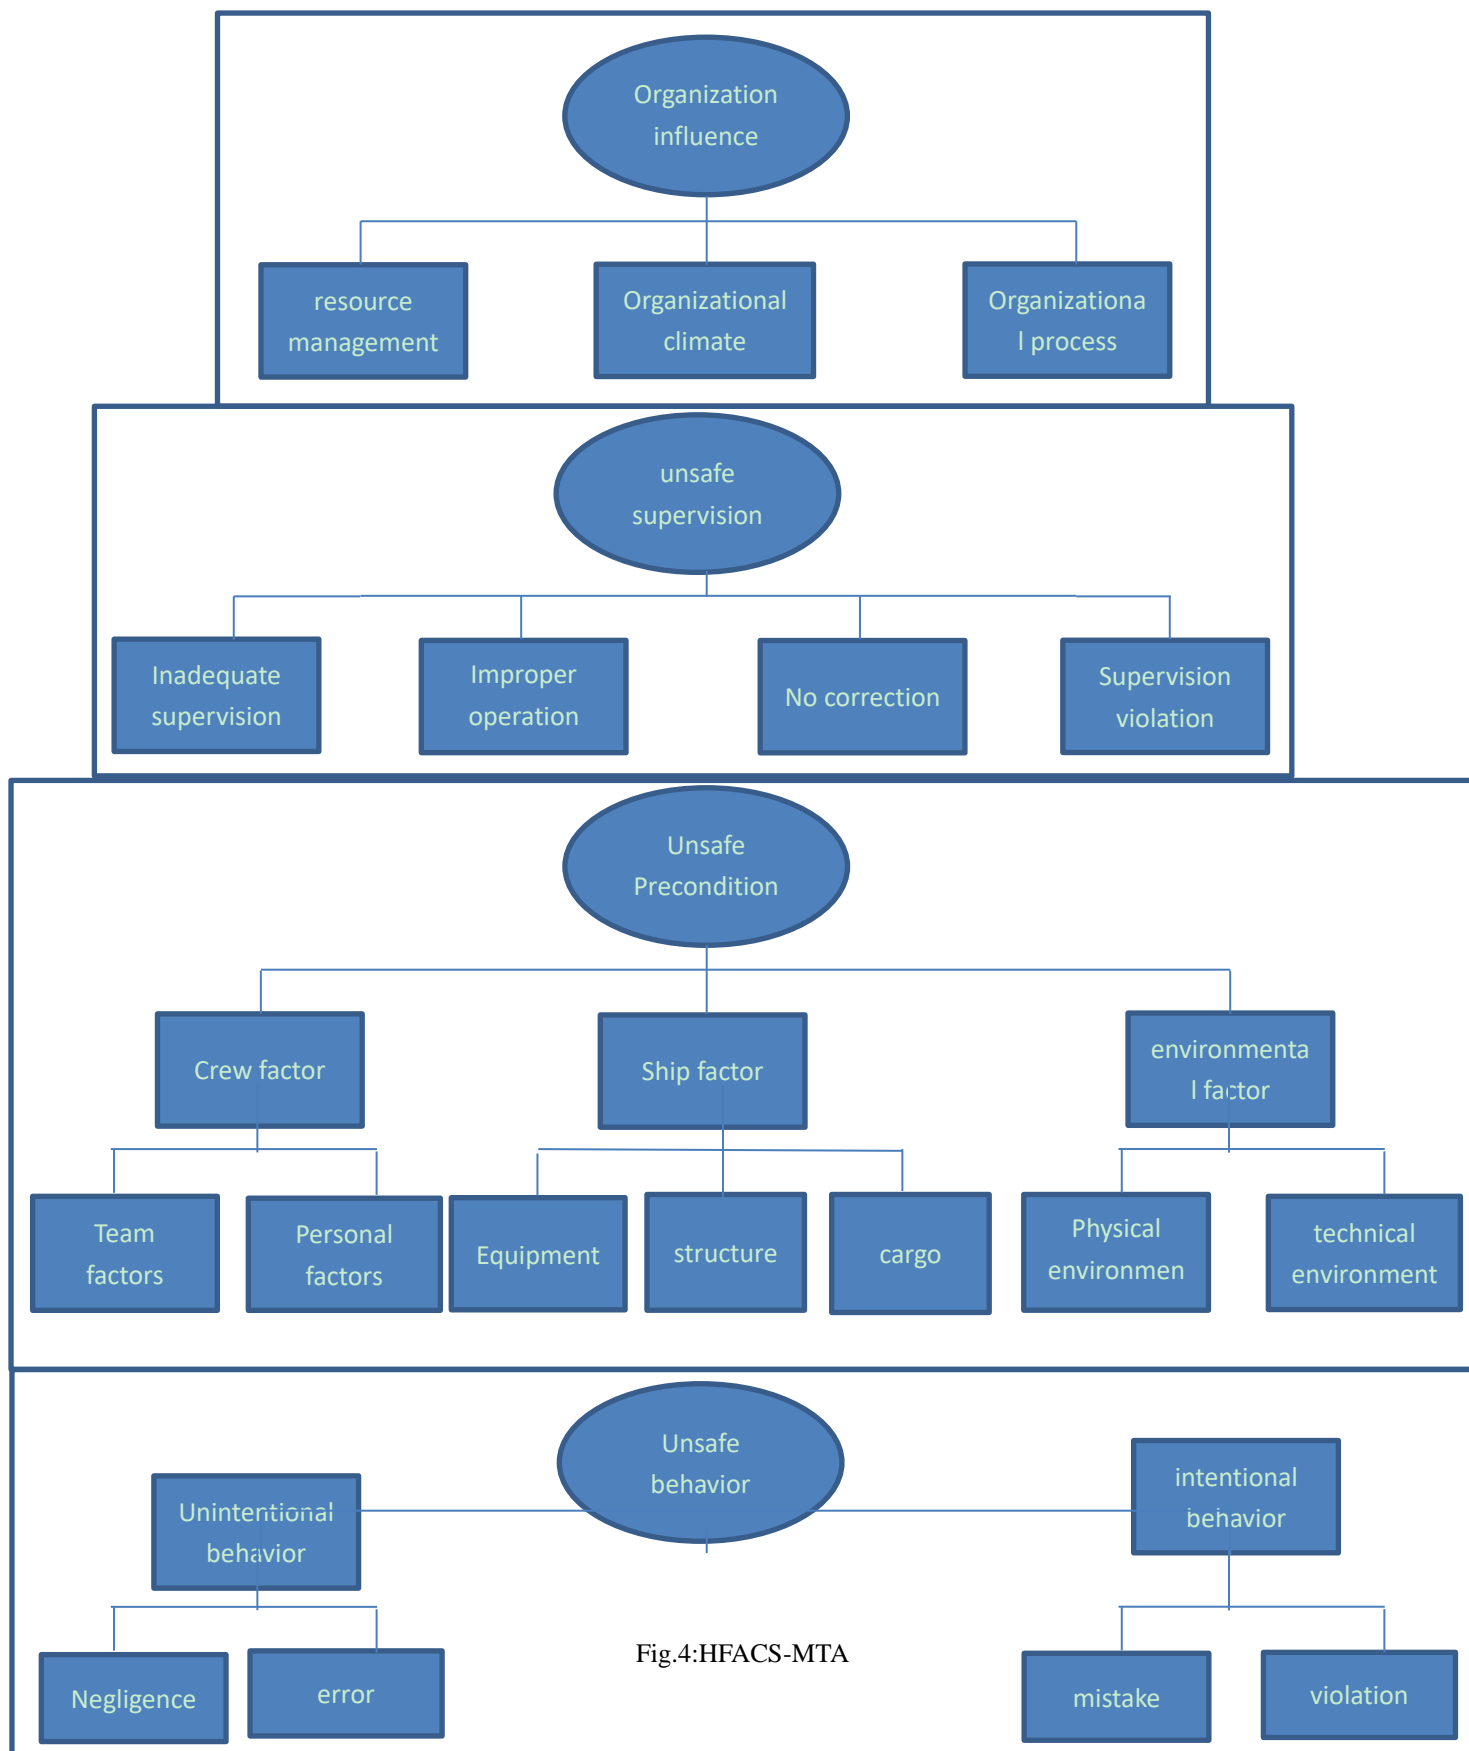 Organization
influence
resource
management
Organizational
climate
Organizationa
l process
unsafe
supervision
Inadequate
supervision
Improper
operation
No correction
Supervision
violation
Unsafe
Precondition
Crew factor
Ship factor
environmenta
l factor
Team
factors
Personal
factors
Equipment
structure
cargo
Physical
environmen
technical
environment
Unsafe
behavior
Unintentional
behavior
intentional
behavior
Negligence
error
Fig.4:HFACS-MTA
mistake
violation